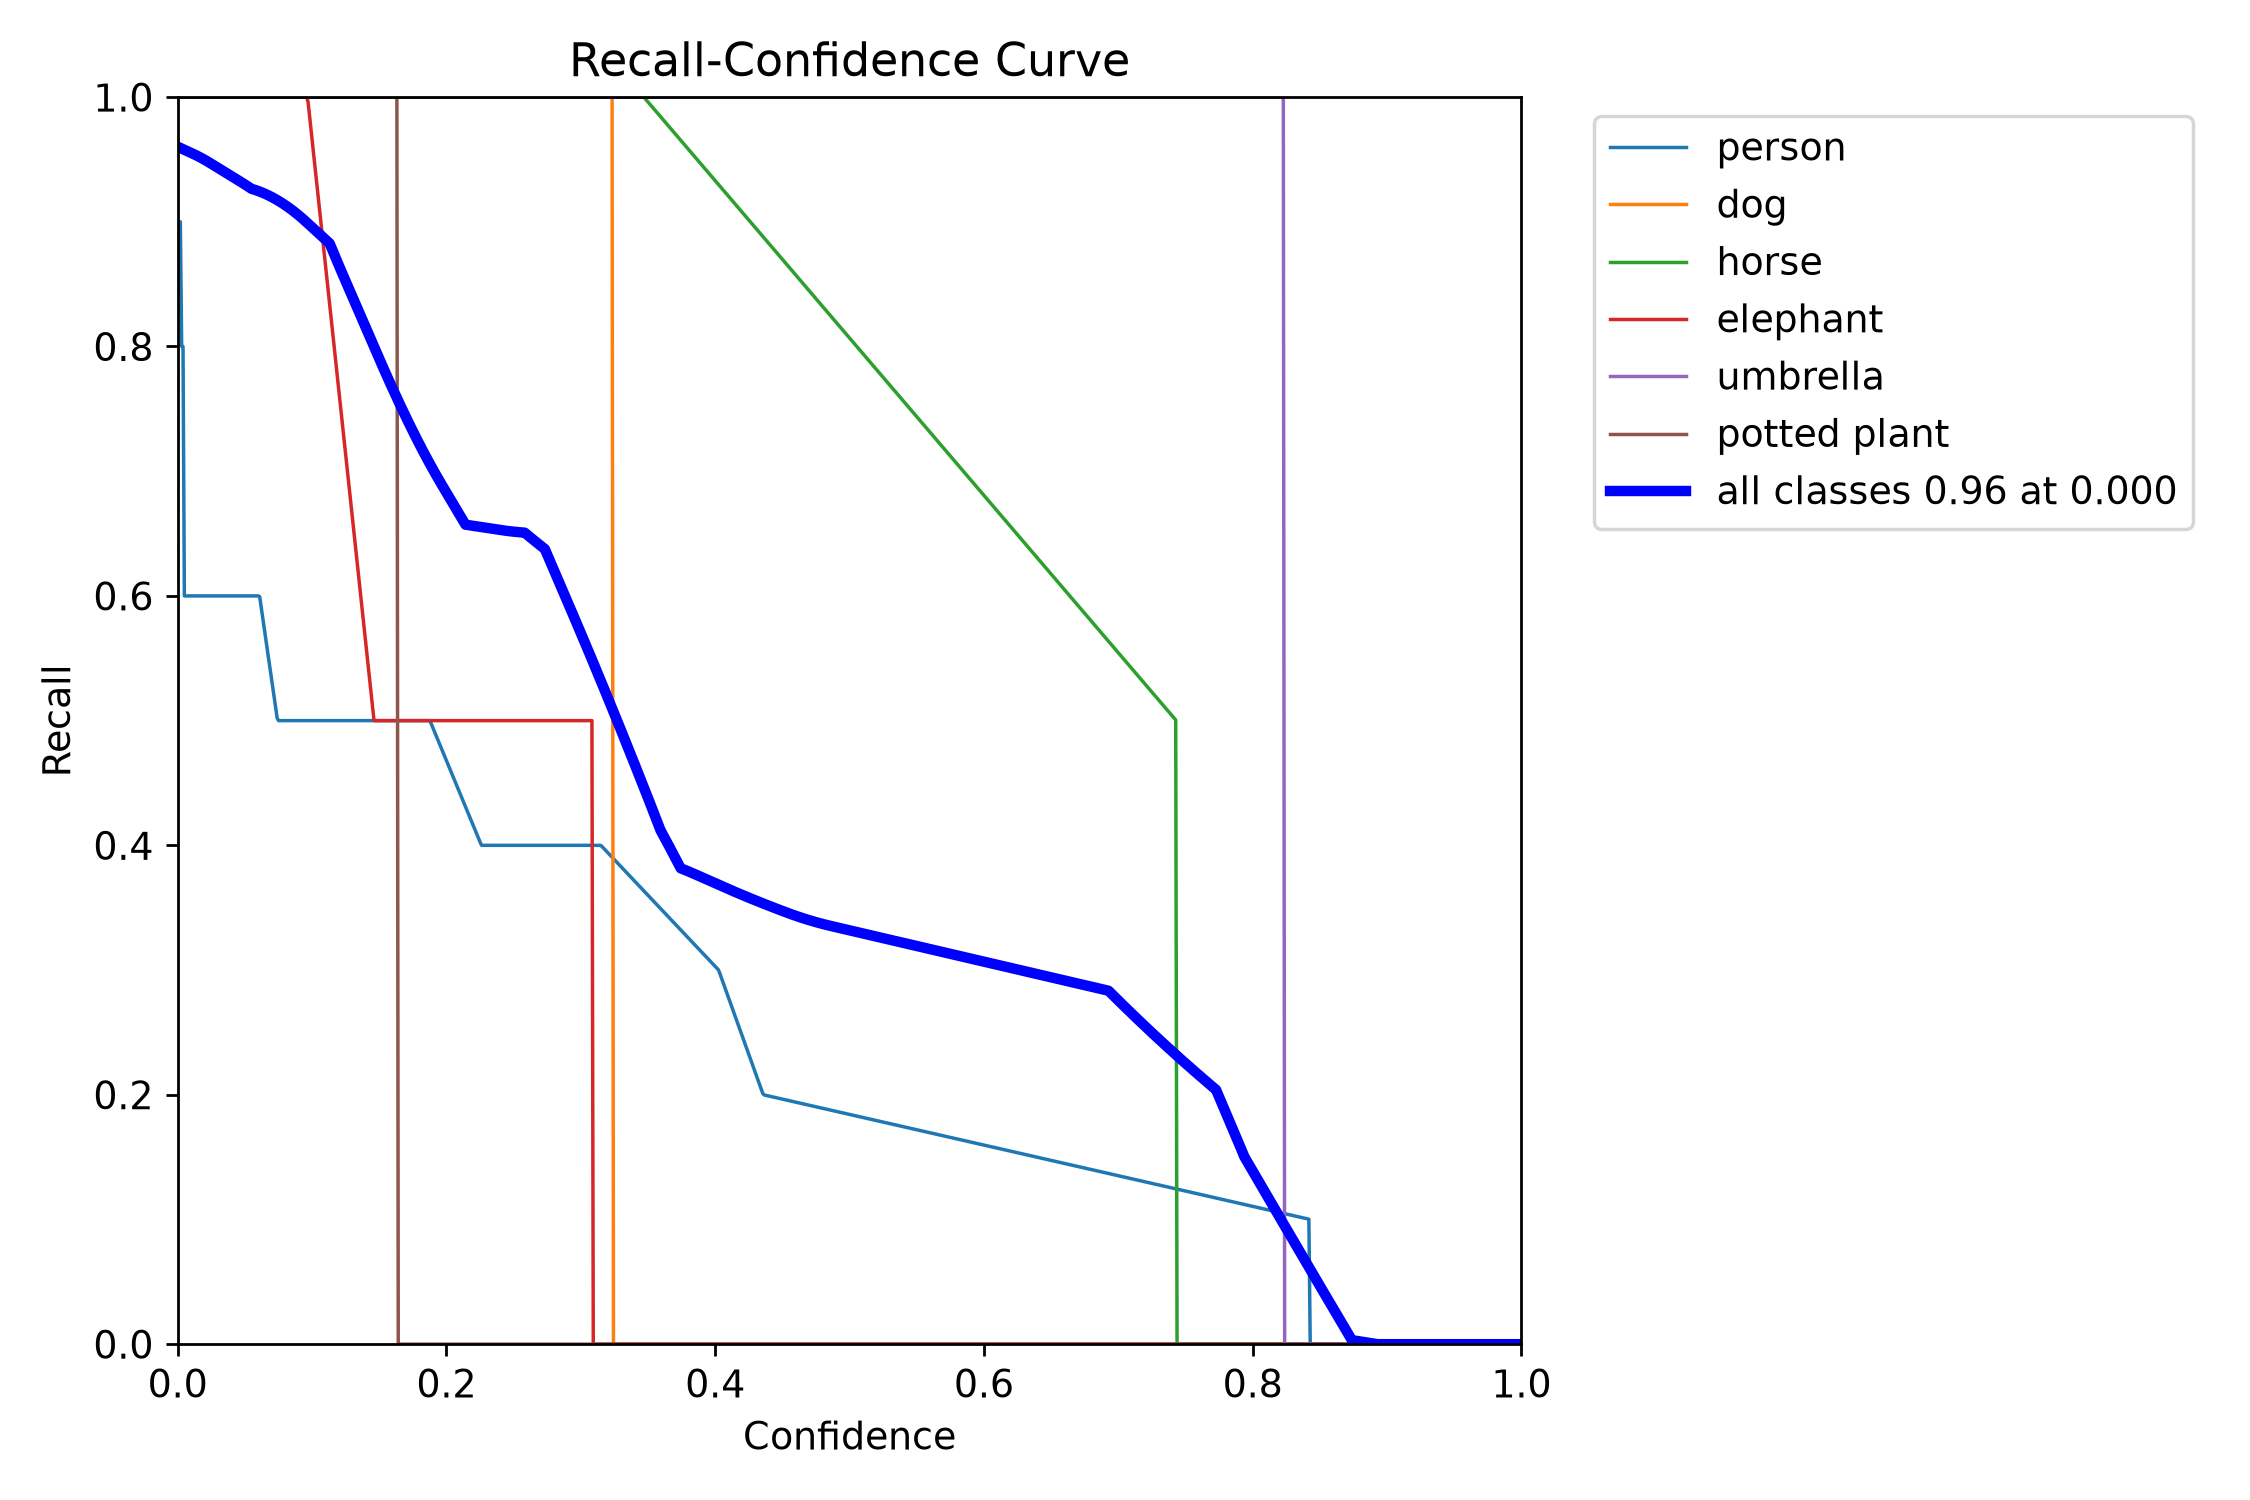 Recall-Confidence Curve
1.0
0.8
0.6
0.4
0.2
0.0
Recall
0.0 0.2 0.4 0.6 0.8 1.0
Confidence
person
dog
horse
elephant
umbrella
potted plant
all classes 0.96 at 0.000